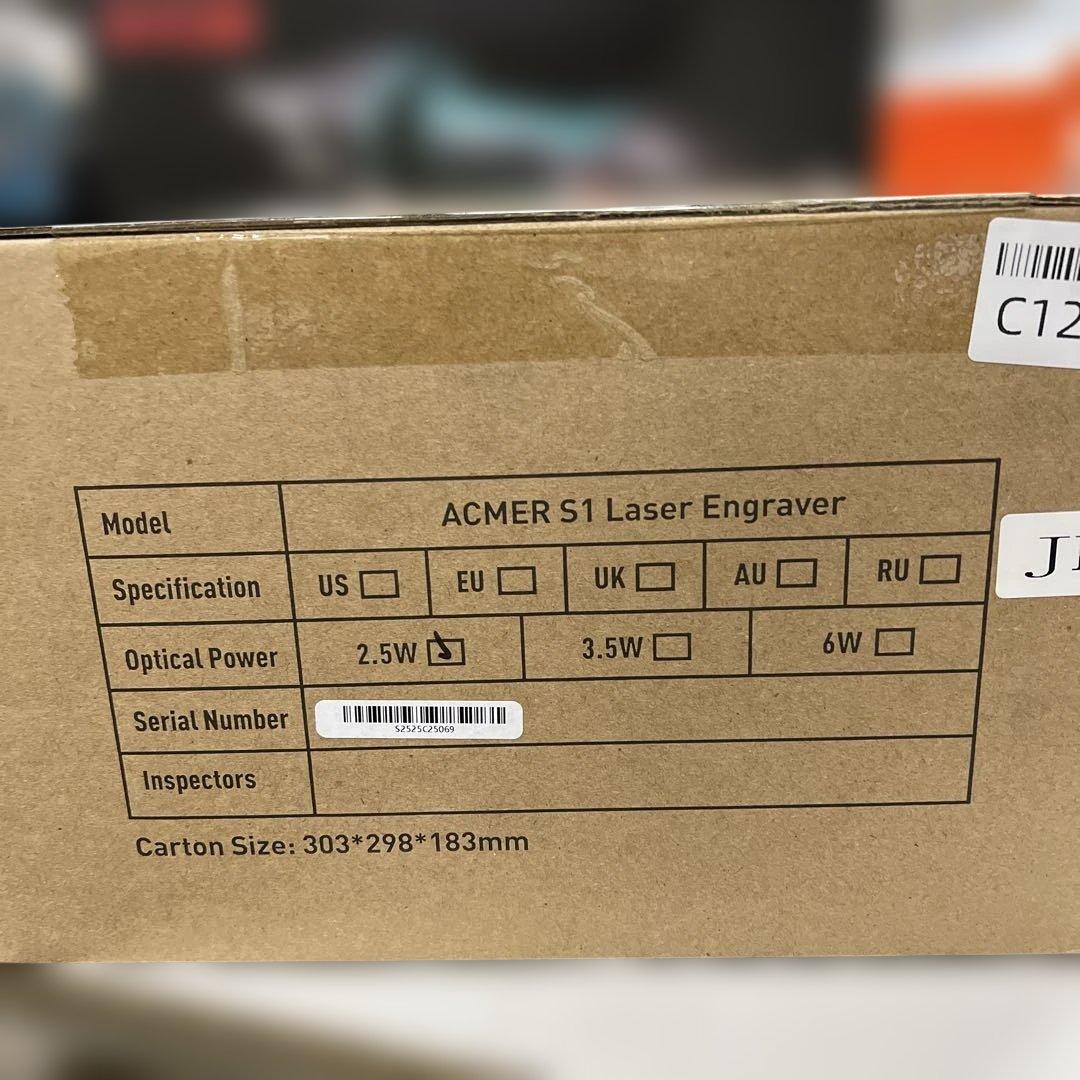 C12
Model ACMER S1 Laser Engraver
Specification US EU UK AU RU
Optical Power 2.5W 3.5W 6W
Serial Number S2525C25069
Inspectors
Carton Size: 303*298*183mm